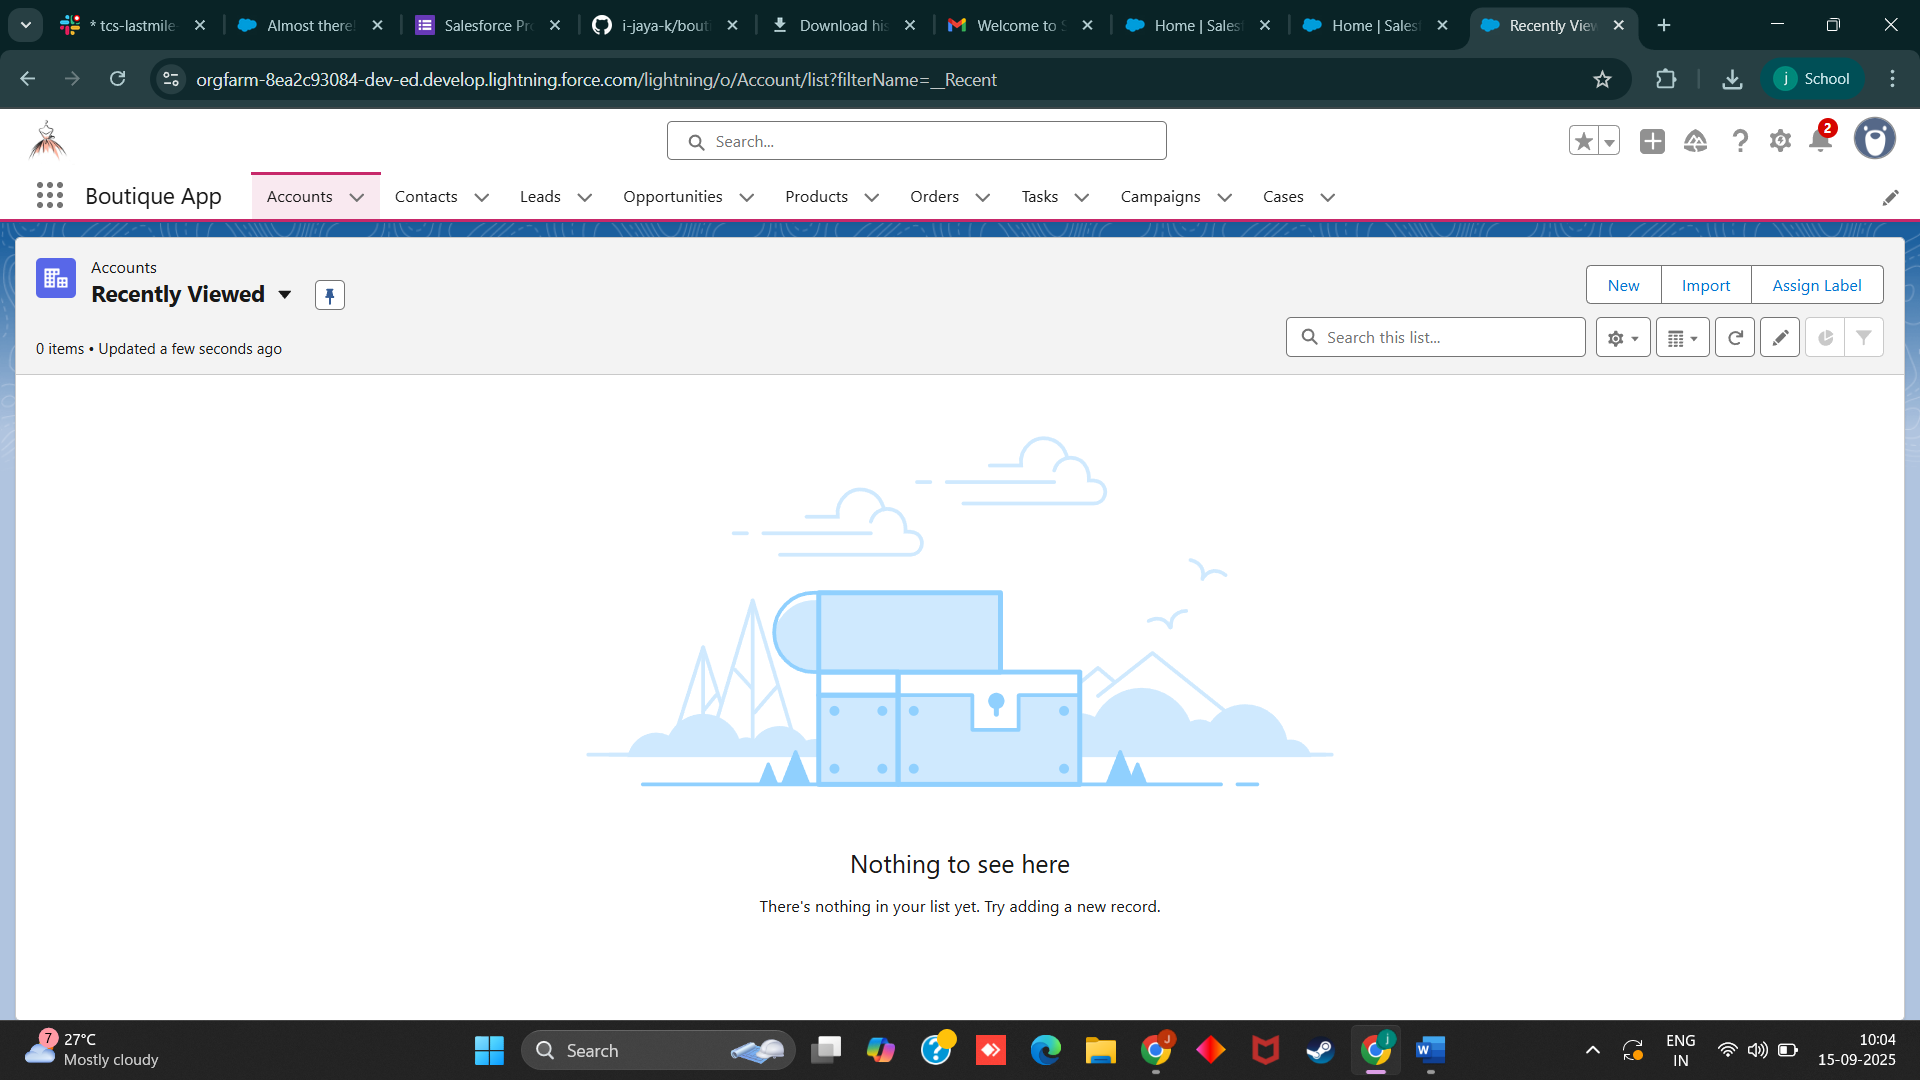 * tcs-lastmile-
Almost there!
Salesforce Pro
i-jaya-k/bouti
Download his
Welcome to S
Home | Salesf
Home | Salesf
Recently View
orgfarm-8ea2c93084-dev-ed.develop.lightning.force.com/lightning/o/Account/list?filterName=__Recent
j School
Search...
2
Boutique App
Accounts
Contacts
Leads
Opportunities
Products
Orders
Tasks
Campaigns
Cases
Accounts
Recently Viewed
New
Import
Assign Label
0 items • Updated a few seconds ago
Search this list...
Nothing to see here
There's nothing in your list yet. Try adding a new record.
7
27°C
Mostly cloudy
Search
J
j
W
ENG
IN
10:04
15-09-2025